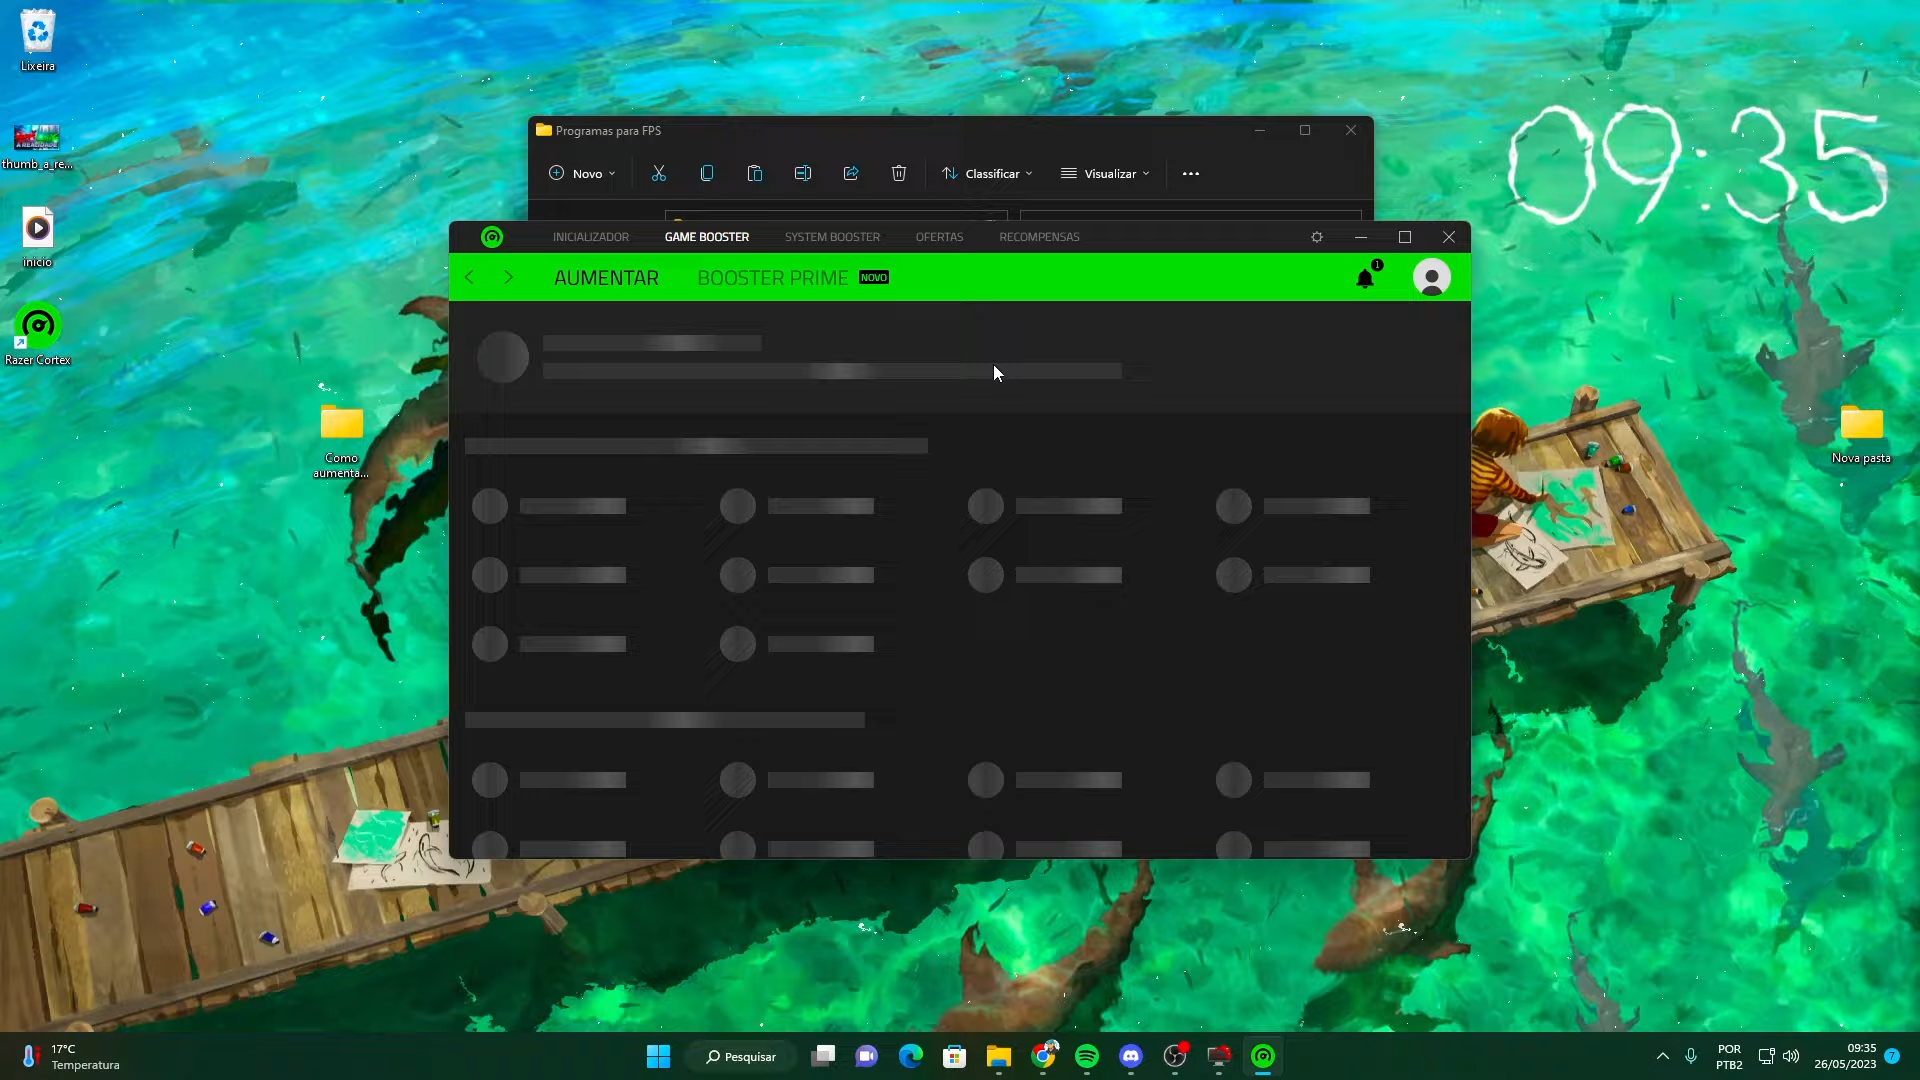 Lixeira
thumb_a_re...
início
Razer Cortex
Como
aumenta...
Nova pasta
09:35
Programas para FPS
Novo
Classificar
Visualizar
INICIALIZADOR
GAME BOOSTER
SYSTEM BOOSTER
OFERTAS
RECOMPENSAS
AUMENTAR
BOOSTER PRIME
NOVO
1
17°C
Temperatura
Pesquisar
POR
PTB2
09:35
26/05/2023
7